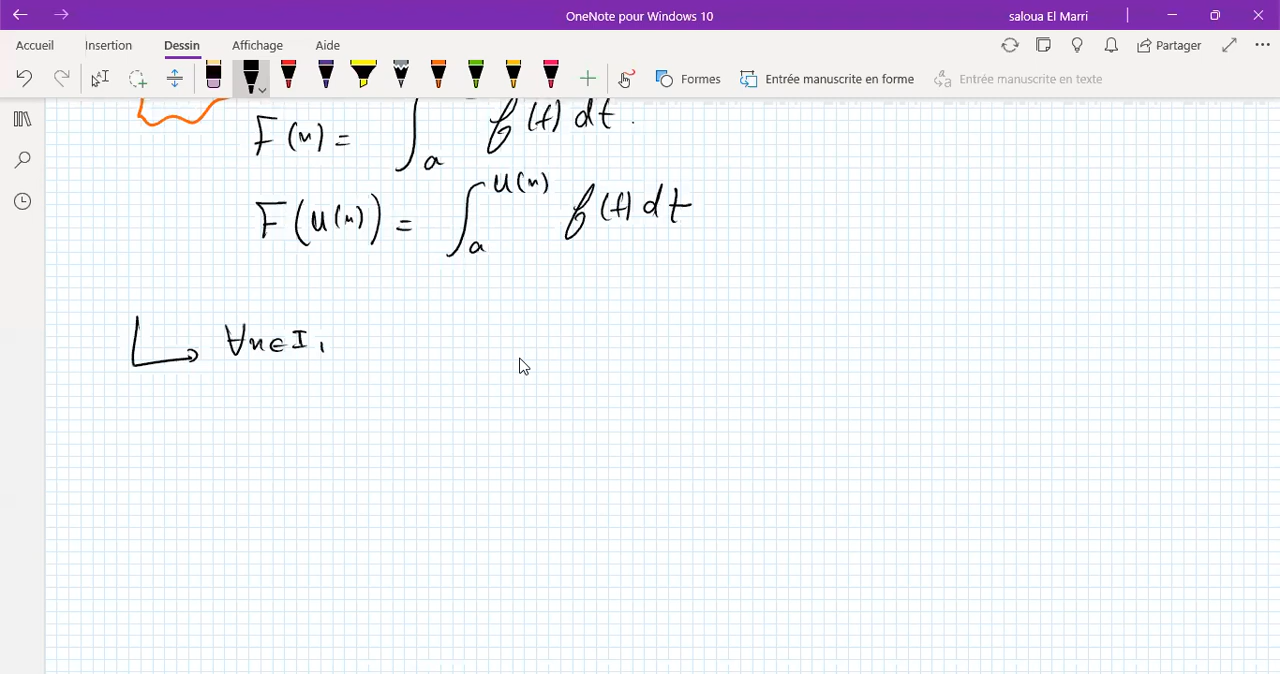 OneNote pour Windows 10
saloua El Marri
Accueil Insertion Dessin Affichage Aide
Partager
Formes Entrée manuscrite en forme Entrée manuscrite en texte
F(x) = ∫a f(t) dt.
F(u(x)) = ∫a u(x) f(t) dt
∀x∈I,